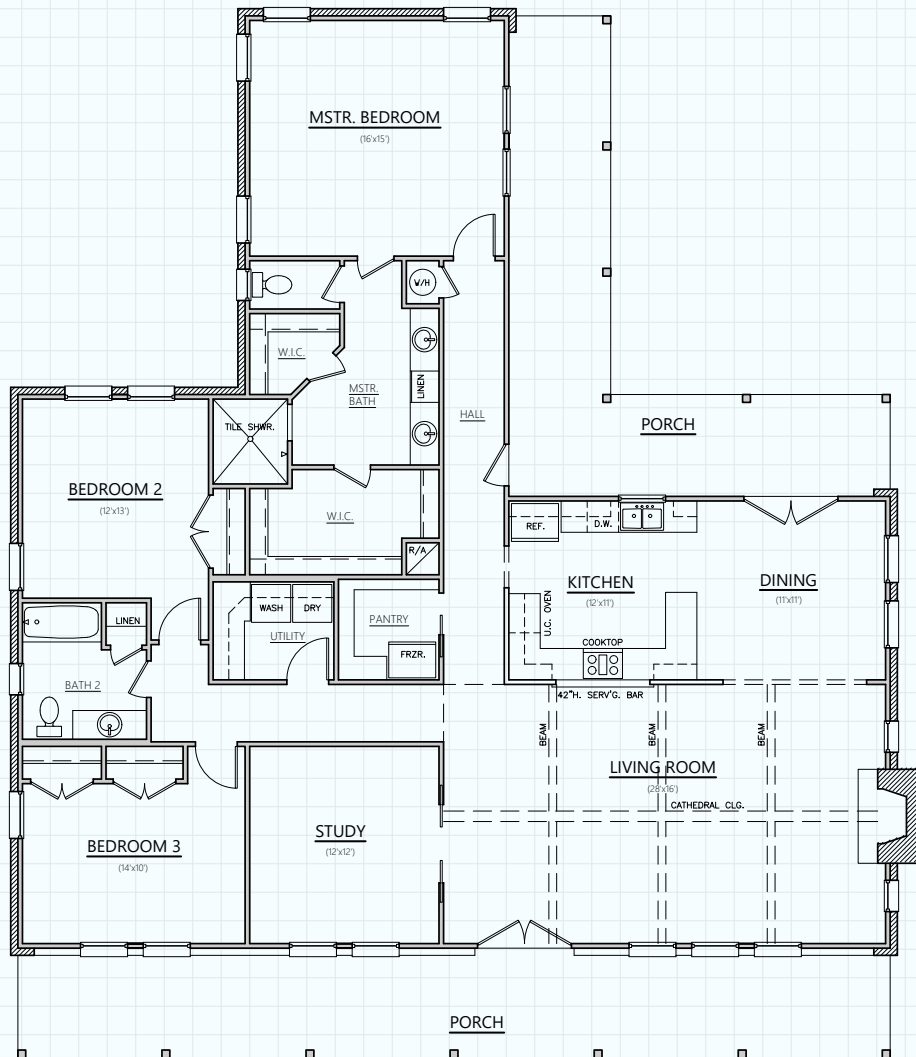 MSTR. BEDROOM
(16'x15')
W/H
W.I.C.
MSTR.
BATH
LINEN
HALL
TILE SHWR.
PORCH
BEDROOM 2
(12'x13')
W.I.C.
R/A
REF.
D.W.
KITCHEN
(12'x11')
DINING
(11'x11')
U.C. OVEN
COOKTOP
WASH
DRY
UTILITY
PANTRY
FRZR.
LINEN
BATH 2
42"H. SERV'G. BAR
BEAM
BEAM
BEAM
LIVING ROOM
(28'x16')
CATHEDRAL CLG.
STUDY
(12'x12')
BEDROOM 3
(14'x10')
PORCH